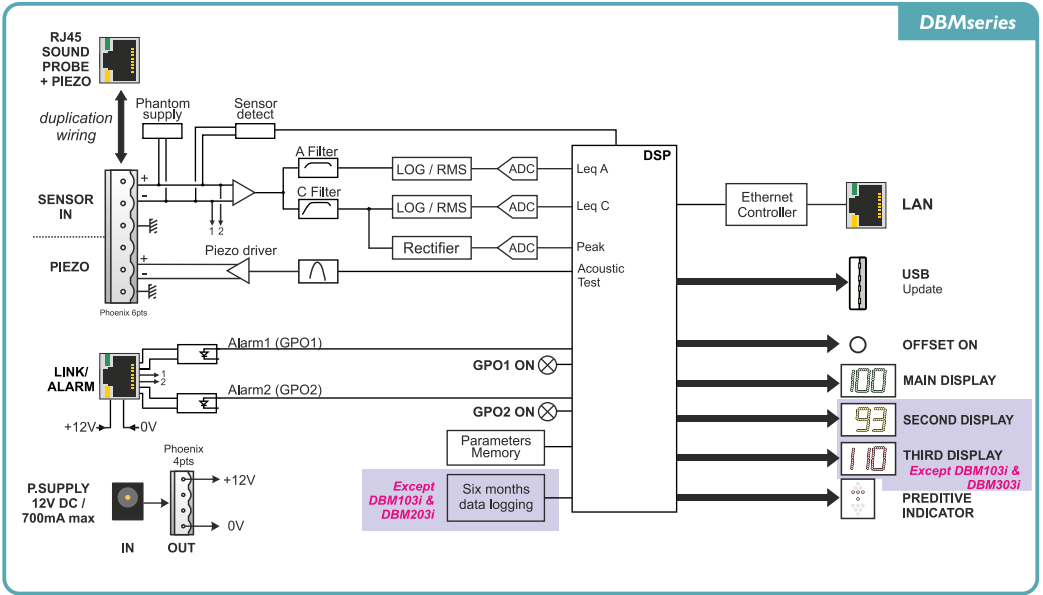 DBMseries
RJ45
SOUND
PROBE
+ PIEZO
duplication
wiring
Phantom
supply
Sensor
detect
SENSOR
IN
PIEZO
+
-
+
-
Phoenix 6pts
1 2
A Filter
C Filter
LOG / RMS
LOG / RMS
Rectifier
ADC
ADC
ADC
Piezo driver
DSP
Leq A
Leq C
Peak
Acoustic
Test
Ethernet
Controller
LAN
USB
Update
OFFSET ON
100
MAIN DISPLAY
93
SECOND DISPLAY
110
THIRD DISPLAY
Except DBM103i &
DBM303i
PREDITIVE
INDICATOR
LINK/
ALARM
1
2
+12V
0V
Alarm1 (GPO1)
GPO1 ON
Alarm2 (GPO2)
GPO2 ON
Parameters
Memory
Except
DBM103i &
DBM203i
Six months
data logging
P.SUPPLY
12V DC /
700mA max
Phoenix
4pts
+12V
0V
IN
OUT